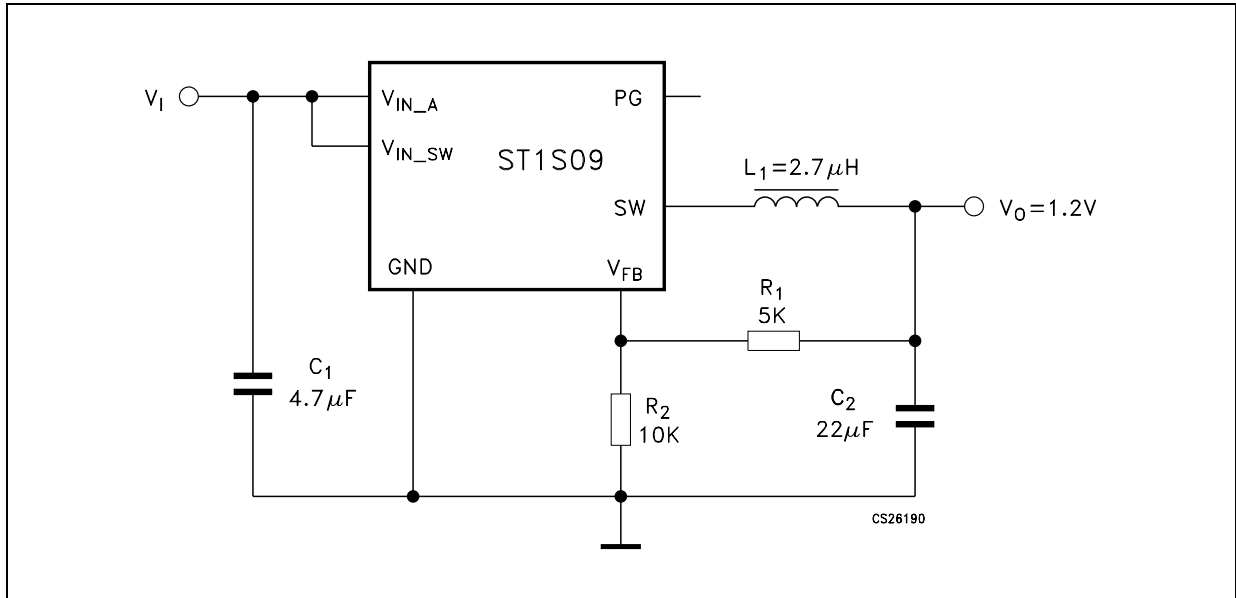 V_I
V_IN_A
PG
V_IN_SW
ST1S09
L_1=2.7μH
SW
V_O=1.2V
GND
V_FB
R_1
5K
C_1
4.7μF
R_2
10K
C_2
22μF
CS26190